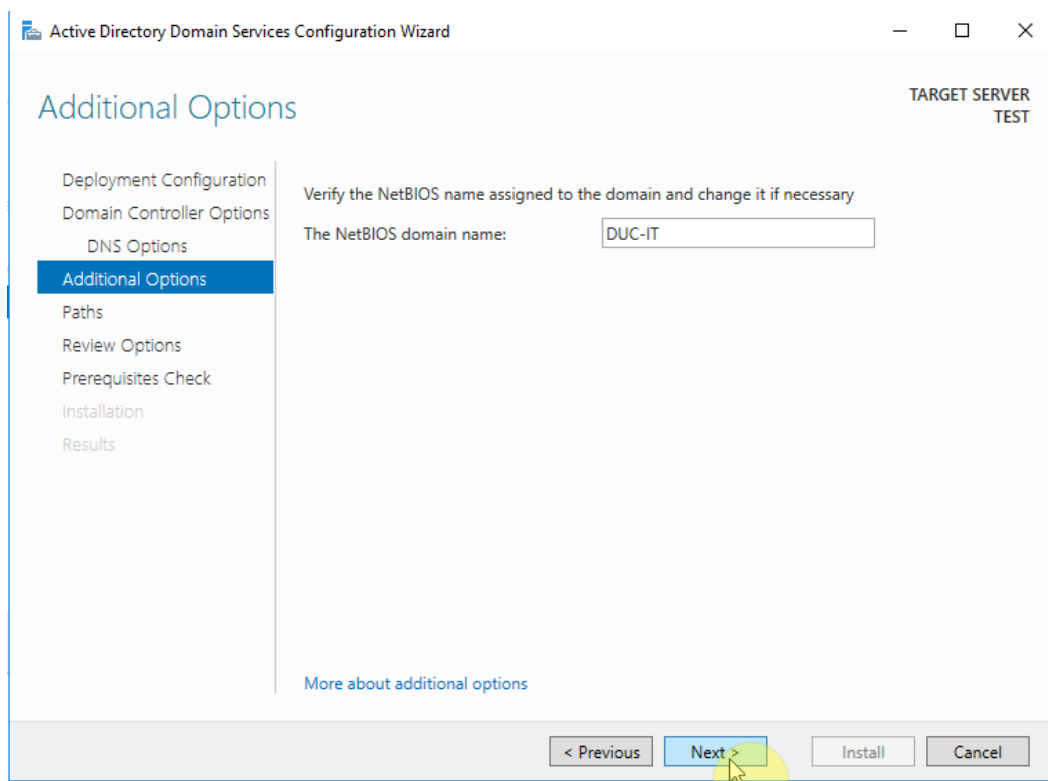 Active Directory Domain Services Configuration Wizard
Additional Options
TARGET SERVER
TEST
Deployment Configuration
Domain Controller Options
DNS Options
Additional Options
Paths
Review Options
Prerequisites Check
Installation
Results
Verify the NetBIOS name assigned to the domain and change it if necessary
The NetBIOS domain name: DUC-IT
More about additional options
< Previous Next > Install Cancel